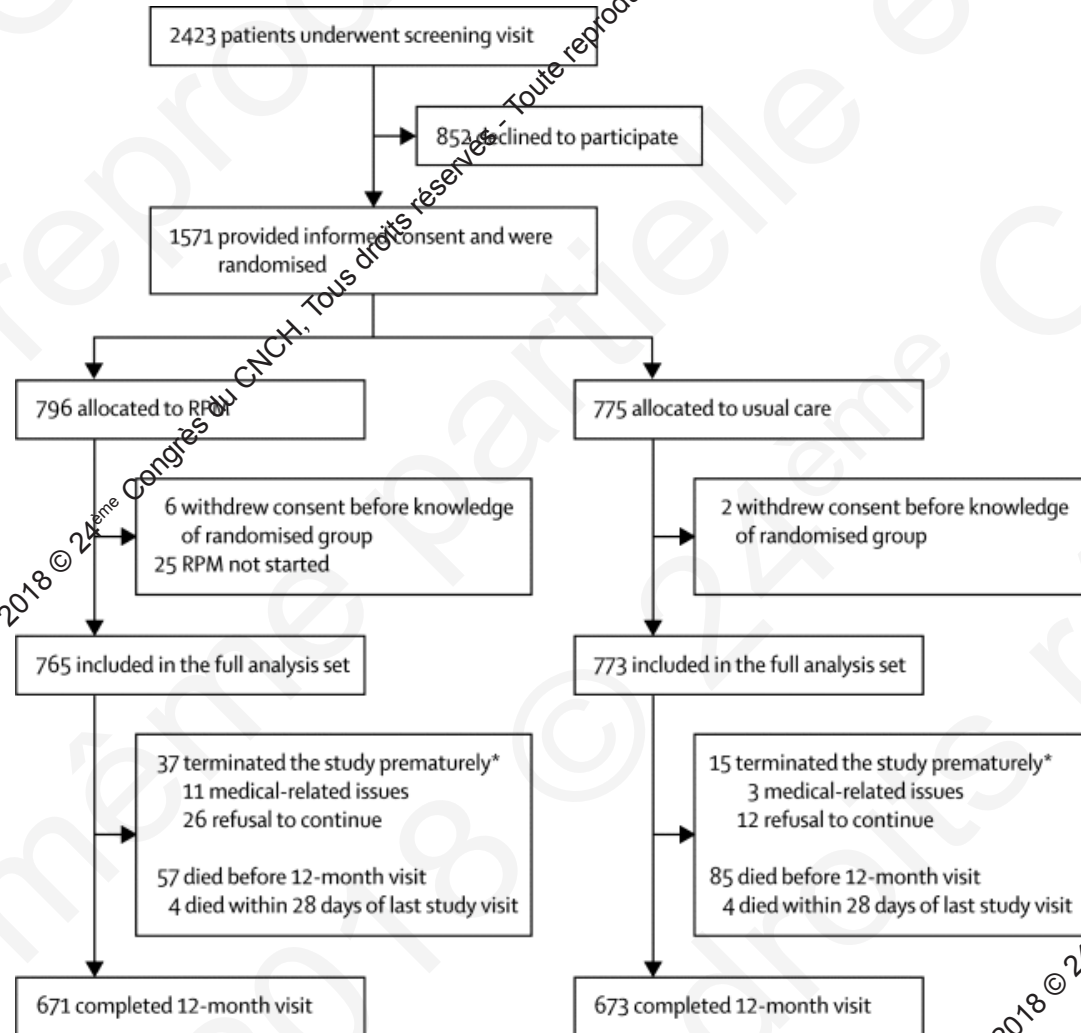 2423 patients underwent screening visit
852 declined to participate
1571 provided informed consent and were
randomised
796 allocated to RPM
775 allocated to usual care
6 withdrew consent before knowledge
of randomised group
25 RPM not started
2 withdrew consent before knowledge
of randomised group
765 included in the full analysis set
773 included in the full analysis set
37 terminated the study prematurely*
11 medical-related issues
26 refusal to continue
57 died before 12-month visit
4 died within 28 days of last study visit
15 terminated the study prematurely*
3 medical-related issues
12 refusal to continue
85 died before 12-month visit
4 died within 28 days of last study visit
671 completed 12-month visit
673 completed 12-month visit
2018 © 24ème Congrès du CNCH, Tous droits réservés - Toute
2018 ©
même partielle
2018 © 24ème
droits